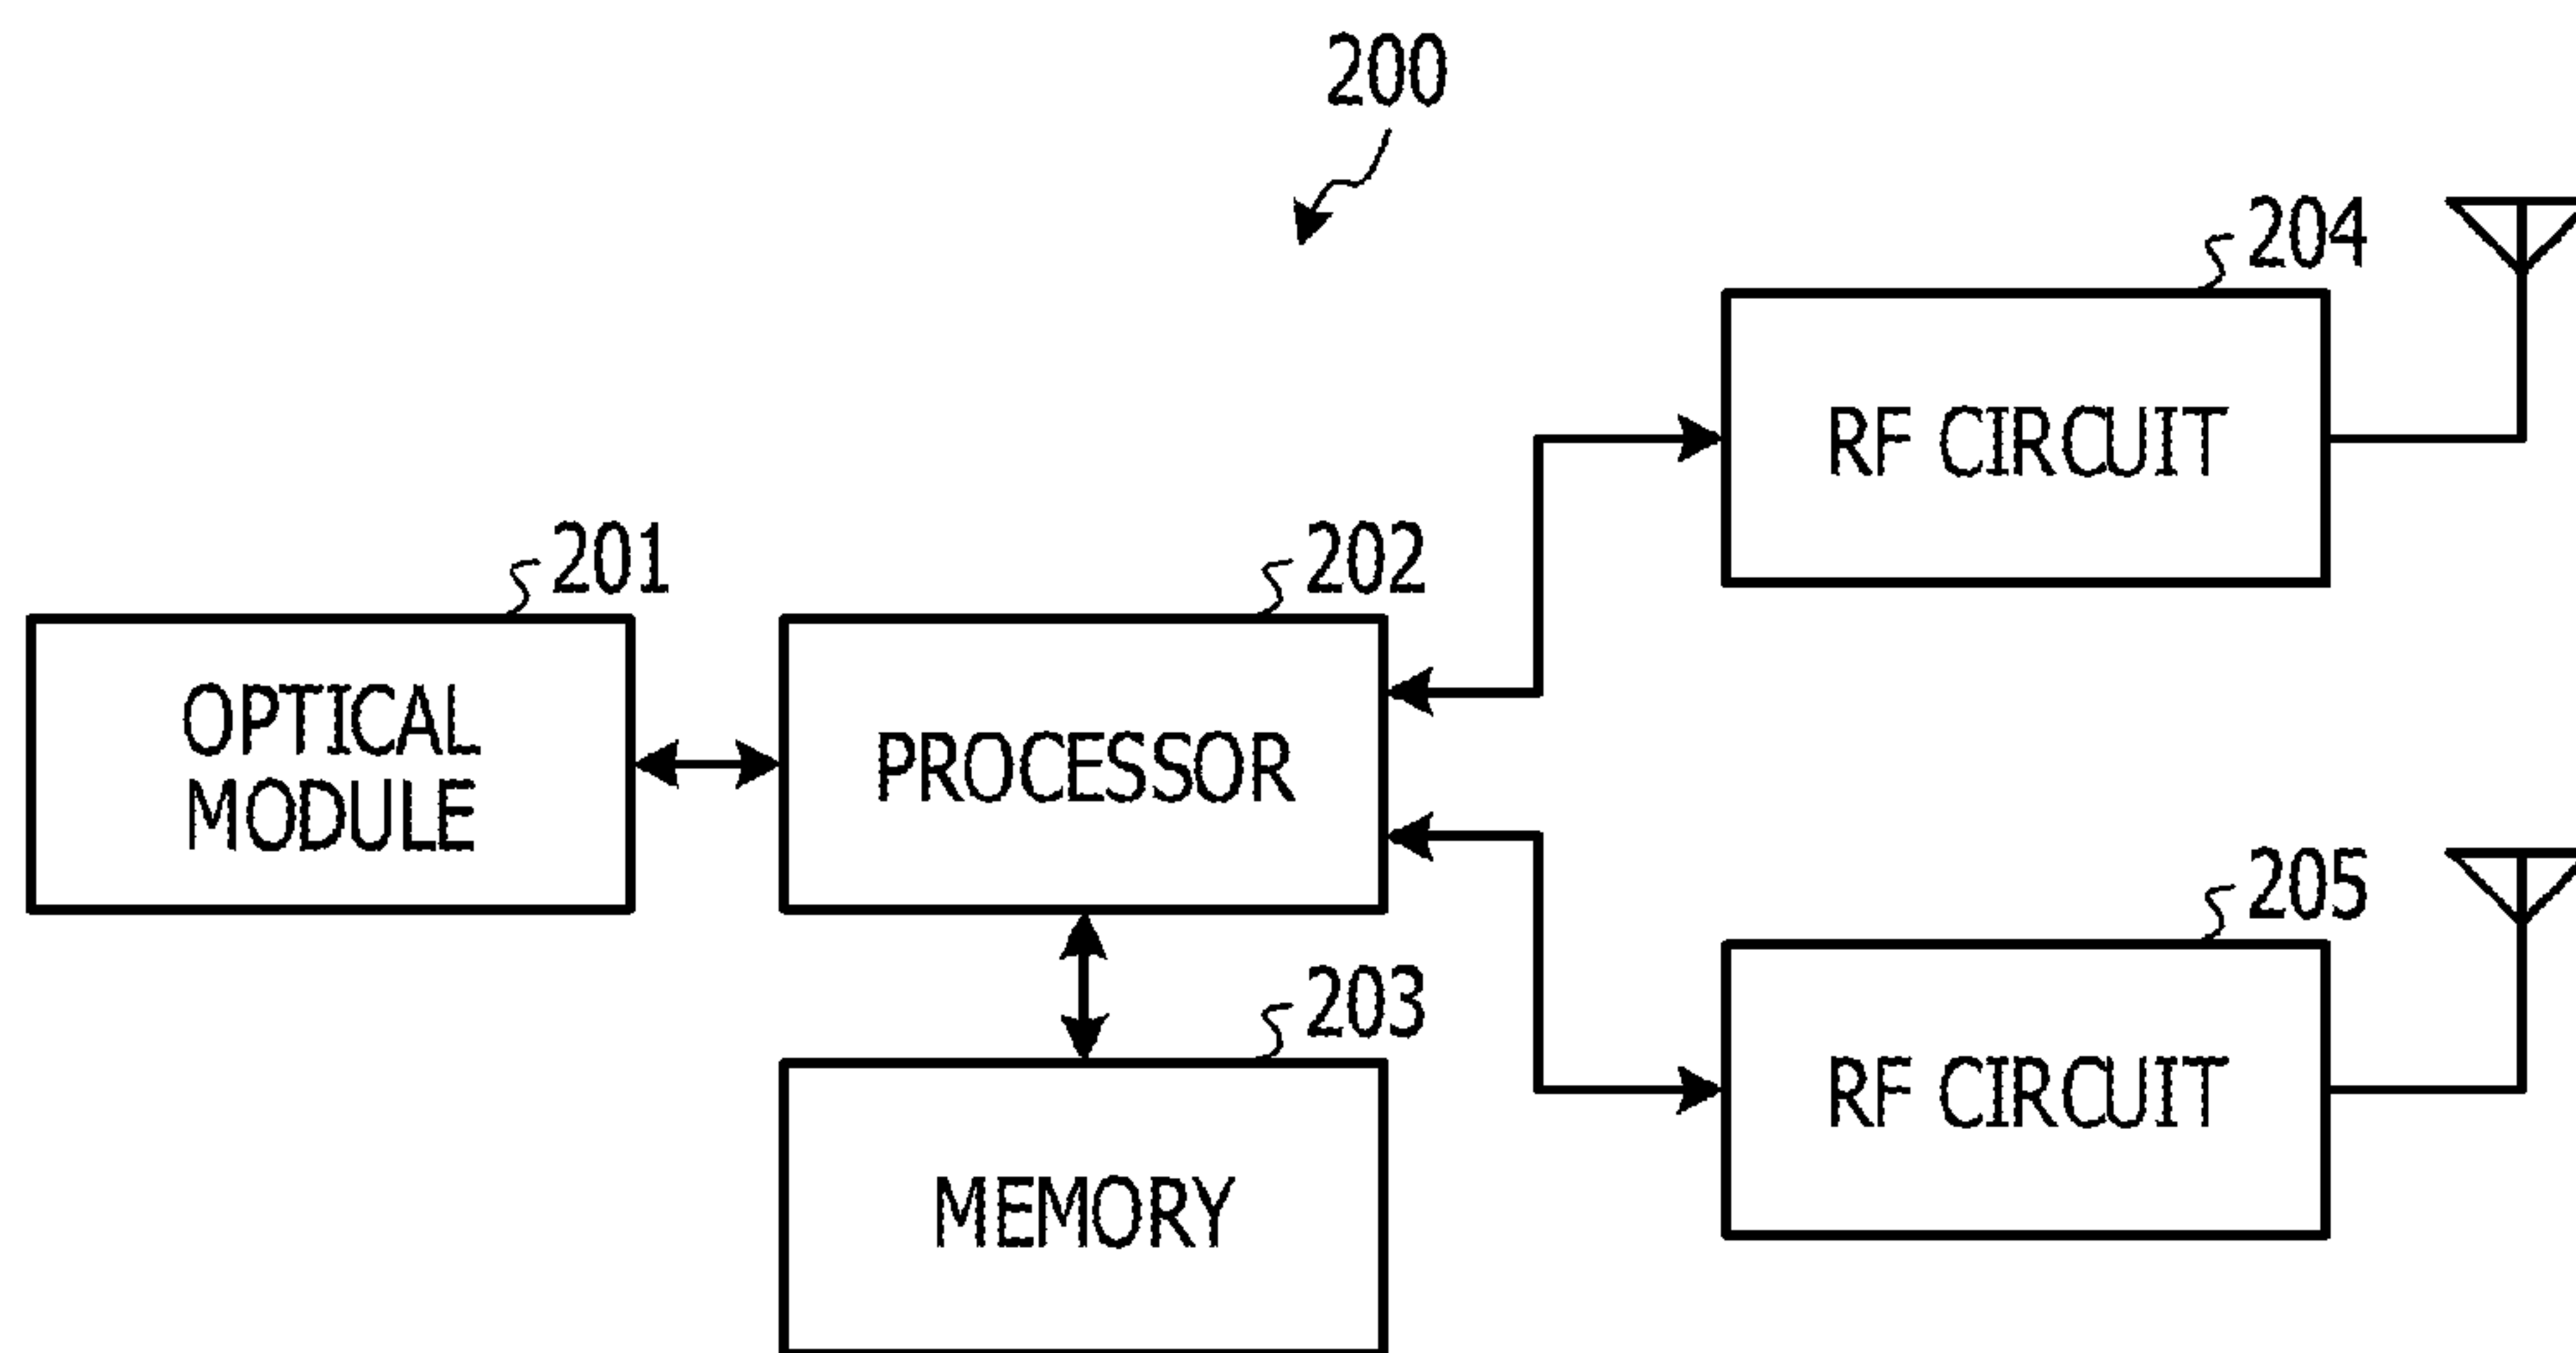 200
204
RF CIRCUIT
201
202
OPTICAL
MODULE
PROCESSOR
205
203
RF CIRCUIT
MEMORY